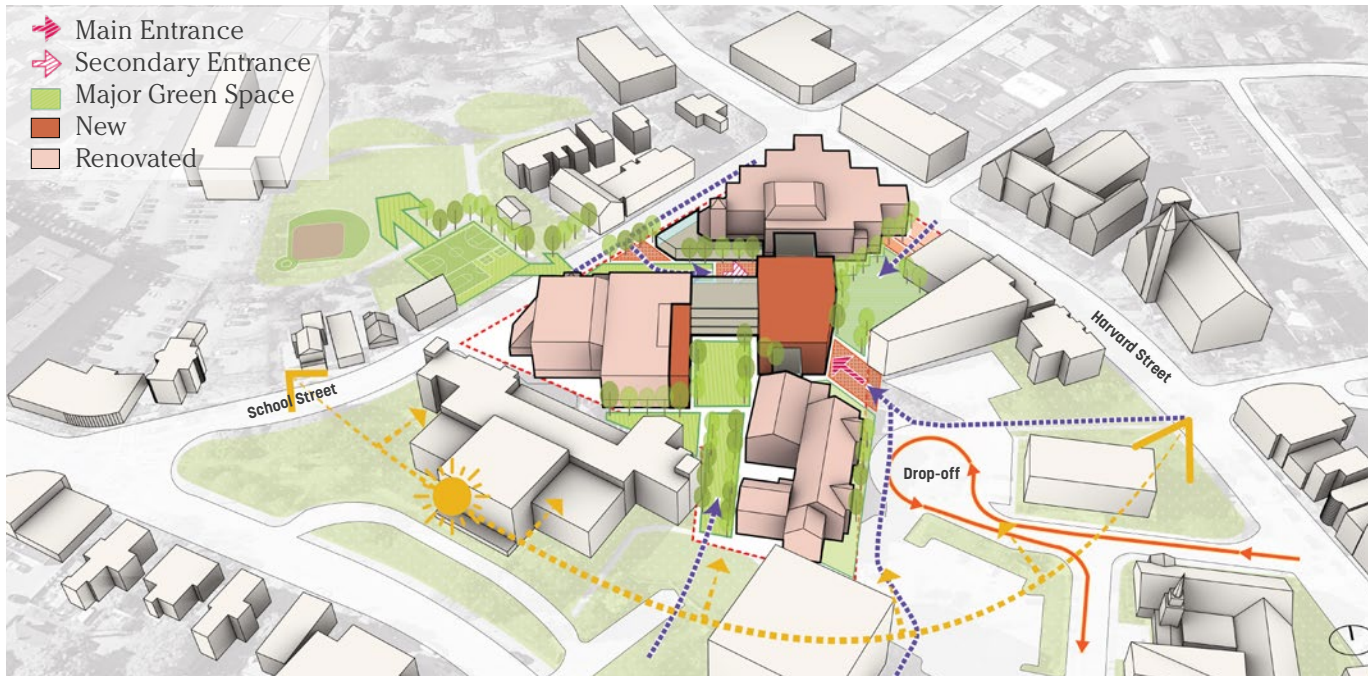 Main Entrance
Secondary Entrance
Major Green Space
New
Renovated
School Street
Harvard Street
Drop-off